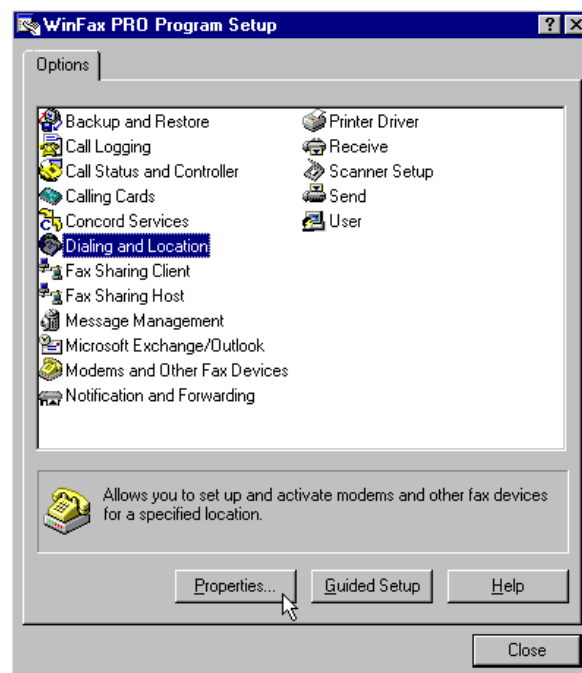 WinFax PRO Program Setup
Options
Backup and Restore
Call Logging
Call Status and Controller
Calling Cards
Concord Services
Dialing and Location
Fax Sharing Client
Fax Sharing Host
Message Management
Microsoft Exchange/Outlook
Modems and Other Fax Devices
Notification and Forwarding
Printer Driver
Receive
Scanner Setup
Send
User
Allows you to set up and activate modems and other fax devices
for a specified location.
Properties...
Guided Setup
Help
Close